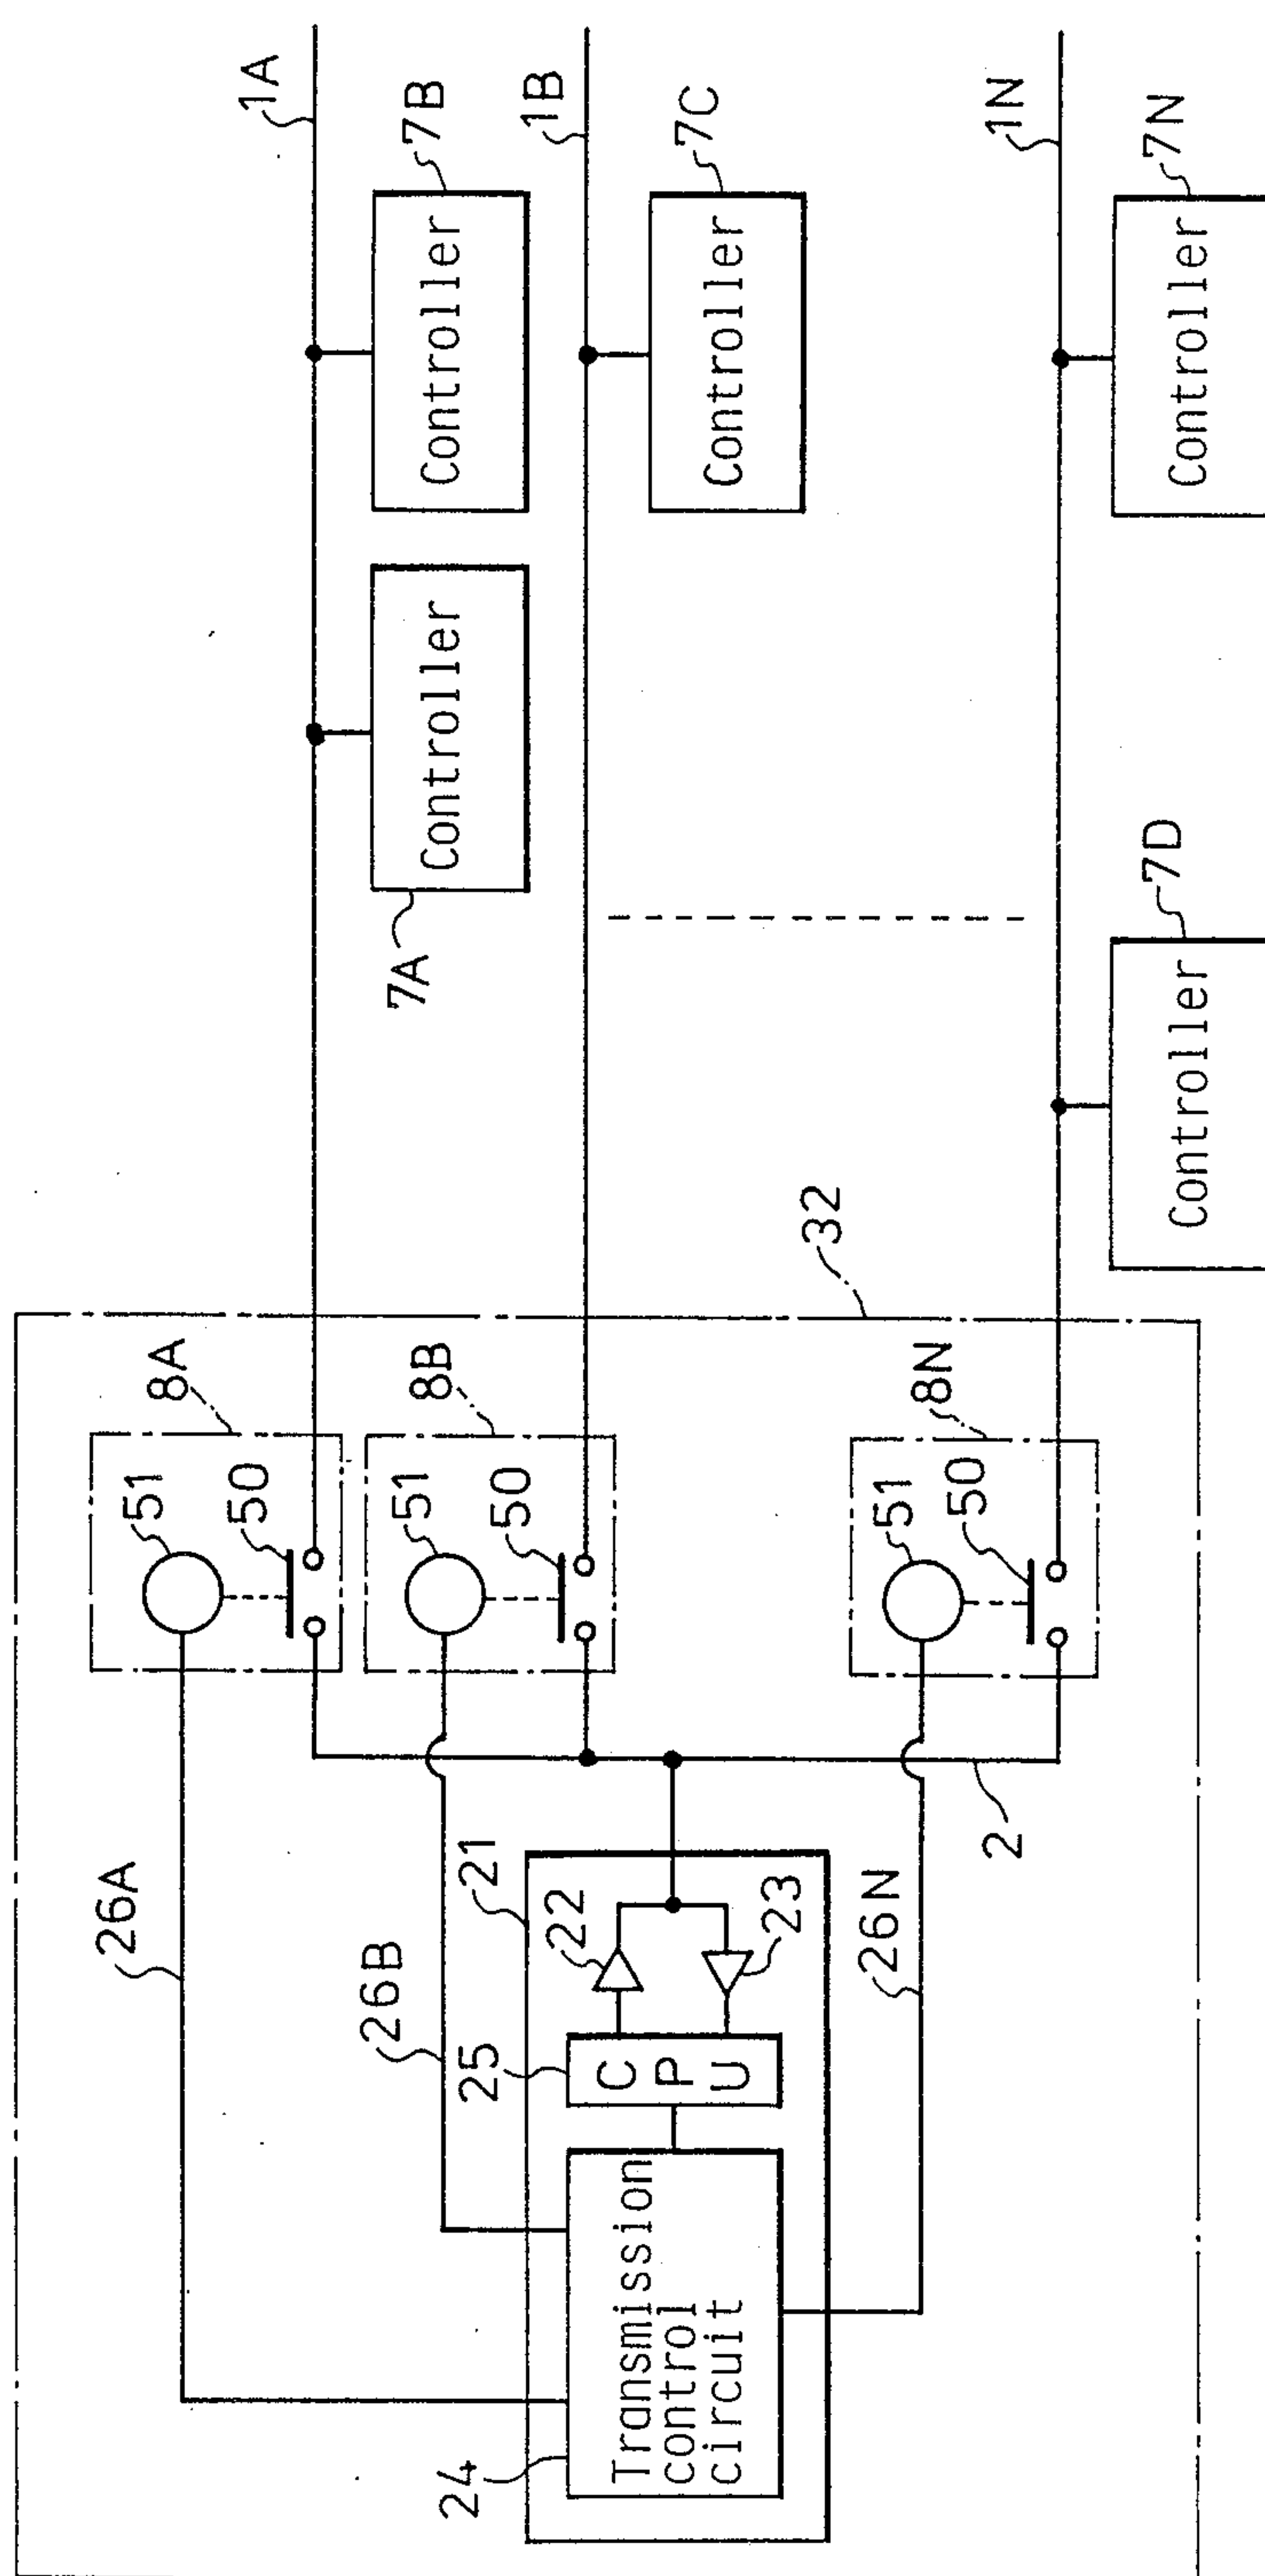 1A
7B
Controller
7A
Controller
1B
7C
Controller
1N
7N
Controller
7D
Controller
32
8A
51
50
8B
51
50
8N
51
50
26A
26B
26N
2
21
22
23
25
C P U
24
Transmission
control
circuit